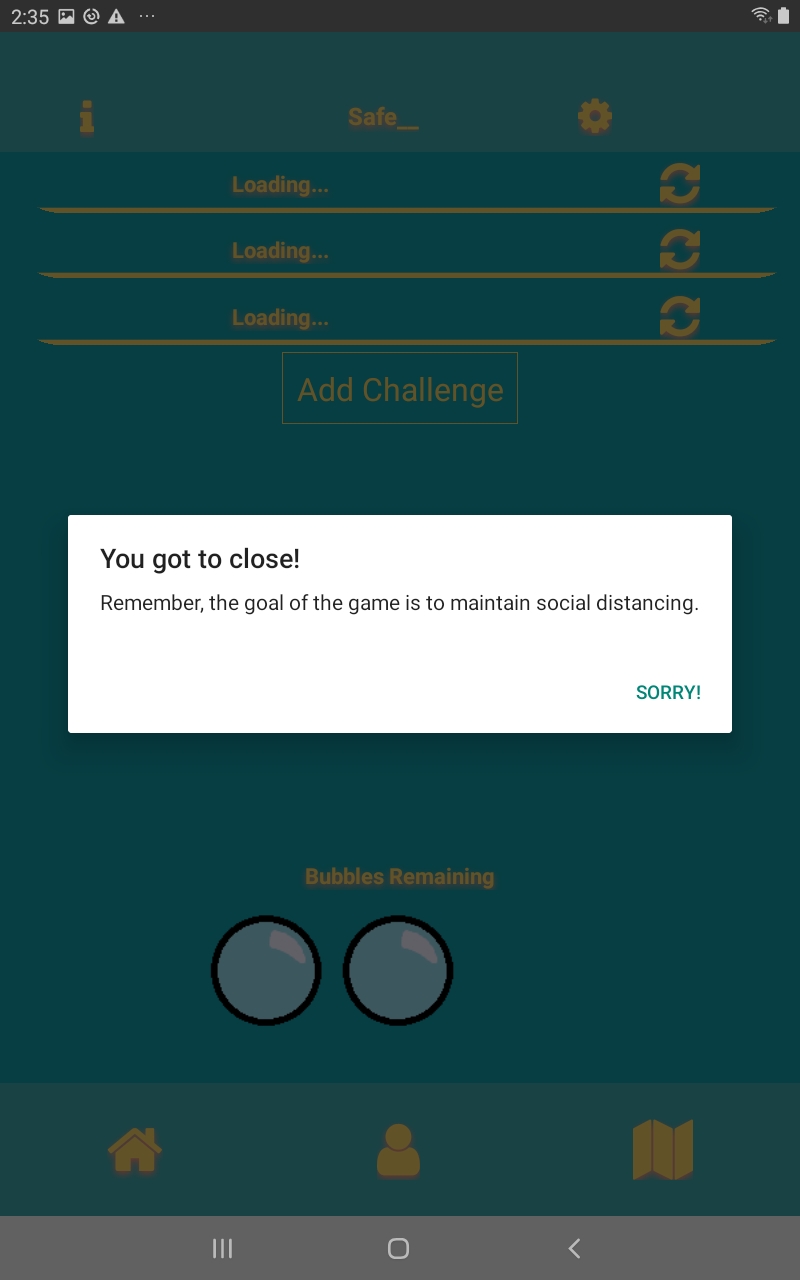 2:35
Safe__
Loading...
Loading...
Loading...
Add Challenge
You got to close!
Remember, the goal of the game is to maintain social distancing.
SORRY!
Bubbles Remaining